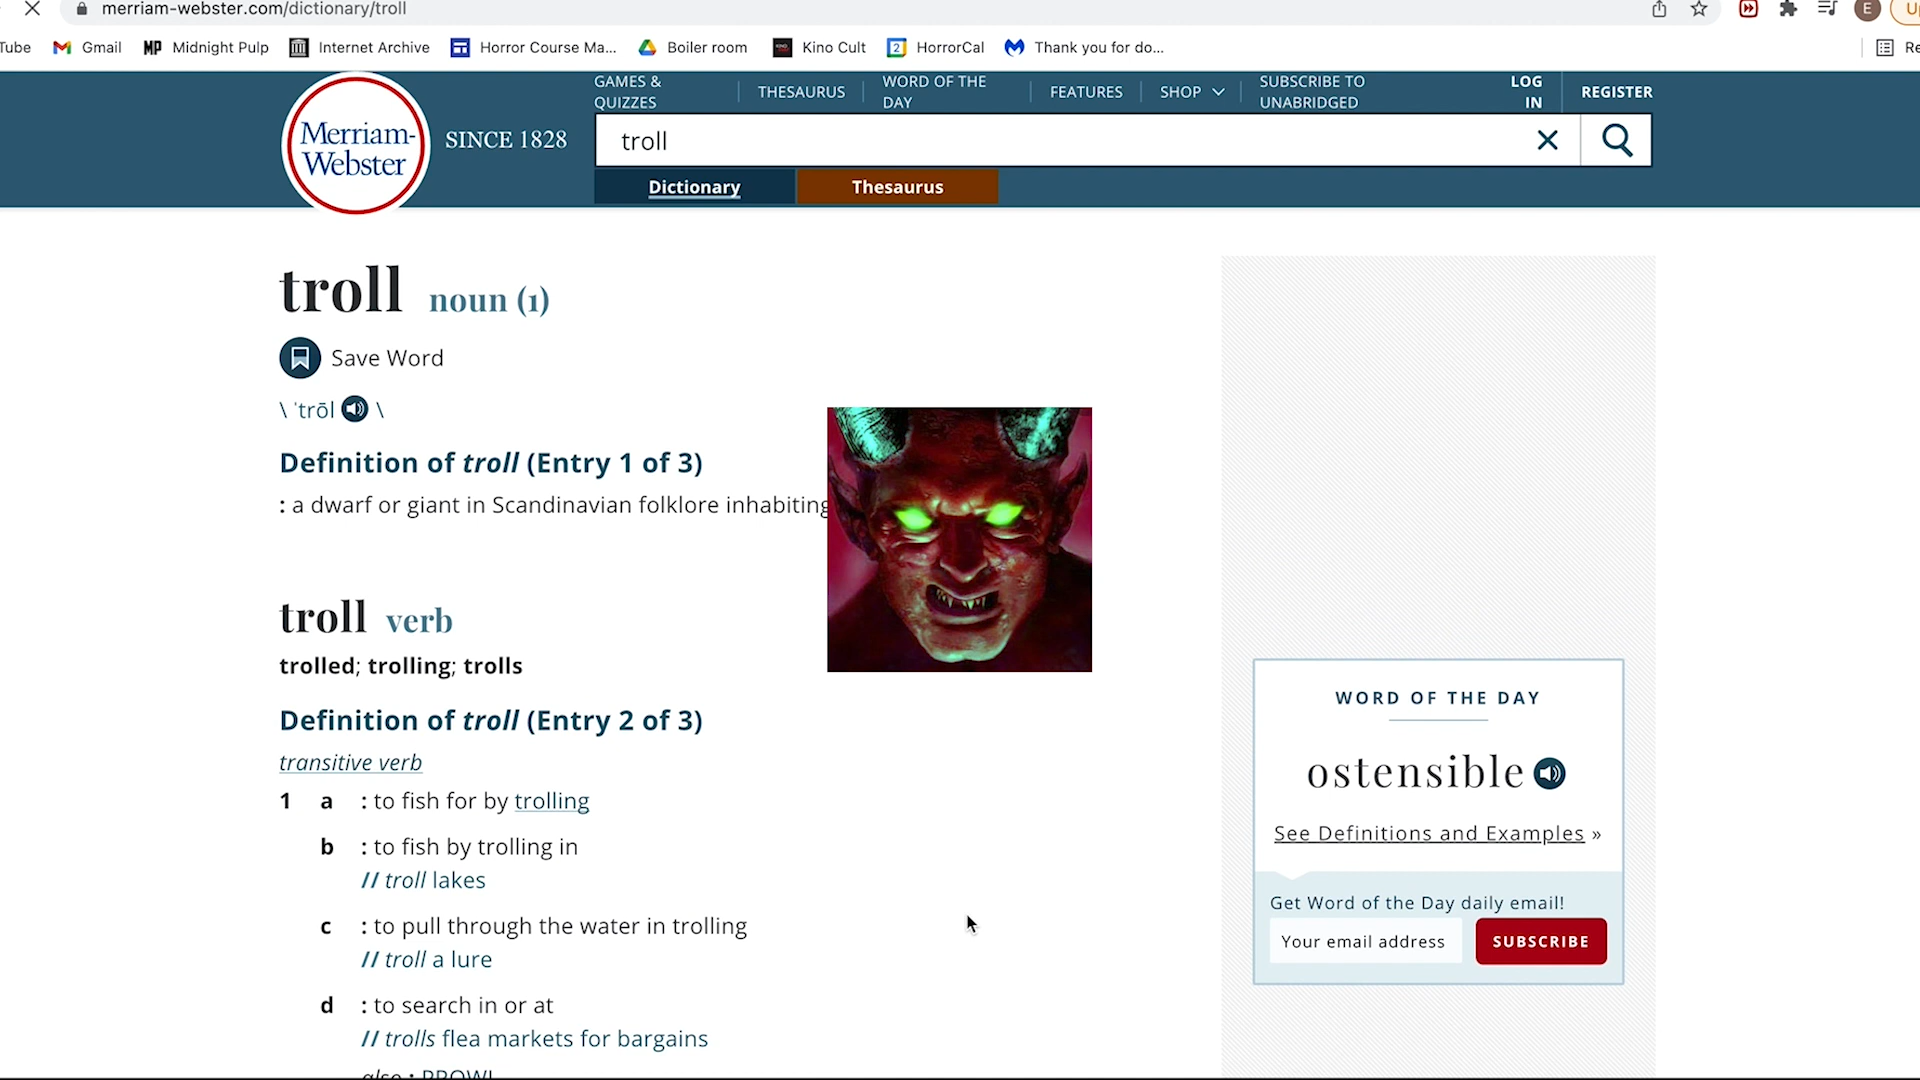 merriam-webster.com/dictionary/troll
Tube
Gmail
MP Midnight Pulp
Internet Archive
Horror Course Ma...
Boiler room
Kino Cult
2 HorrorCal
Thank you for do...
Re
E
GAMES & QUIZZES
THESAURUS
WORD OF THE DAY
FEATURES
SHOP
SUBSCRIBE TO UNABRIDGED
LOG IN
REGISTER
Merriam-
Webster
SINCE 1828
troll
Dictionary
Thesaurus
troll noun (1)
Save Word
\ ˈtrōl \
Definition of troll (Entry 1 of 3)
: a dwarf or giant in Scandinavian folklore inhabiting
troll verb
trolled; trolling; trolls
Definition of troll (Entry 2 of 3)
transitive verb
1 a : to fish for by trolling
b : to fish by trolling in
// troll lakes
c : to pull through the water in trolling
// troll a lure
d : to search in or at
// trolls flea markets for bargains
also : PROWL
WORD OF THE DAY
ostensible
See Definitions and Examples »
Get Word of the Day daily email!
Your email address
SUBSCRIBE